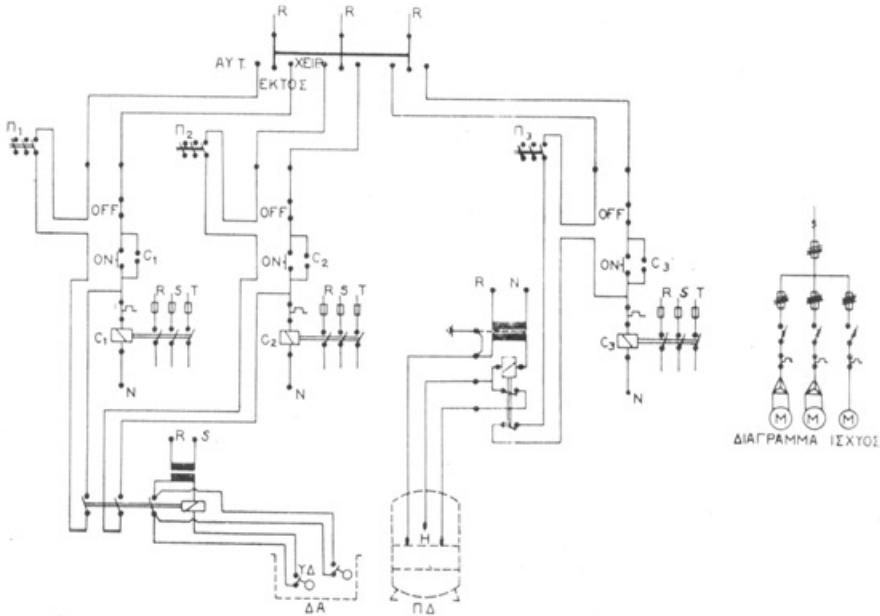 R R R
ΑΥΤ. ΧΕΙΡ
ΕΚΤΟΣ
Π1 Π2 Π3
OFF OFF OFF
S
ON C1 ON C2 ON C3
R S T R S T R N R S T
C1 C2 C3
N N N
R S
M M M
ΔΙΑΓΡΑΜΜΑ ΙΣΧΥΟΣ
H
ΥΔ
ΔΑ ΠΔ